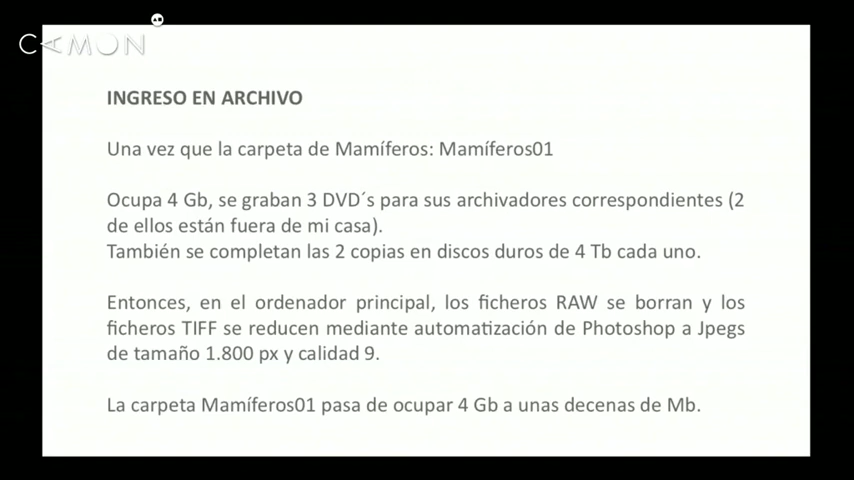 CAMON
INGRESO EN ARCHIVO
Una vez que la carpeta de Mamíferos: Mamíferos01
Ocupa 4 Gb, se graban 3 DVD´s para sus archivadores correspondientes (2
de ellos están fuera de mi casa).
También se completan las 2 copias en discos duros de 4 Tb cada uno.
Entonces, en el ordenador principal, los ficheros RAW se borran y los
ficheros TIFF se reducen mediante automatización de Photoshop a Jpegs
de tamaño 1.800 px y calidad 9.
La carpeta Mamíferos01 pasa de ocupar 4 Gb a unas decenas de Mb.